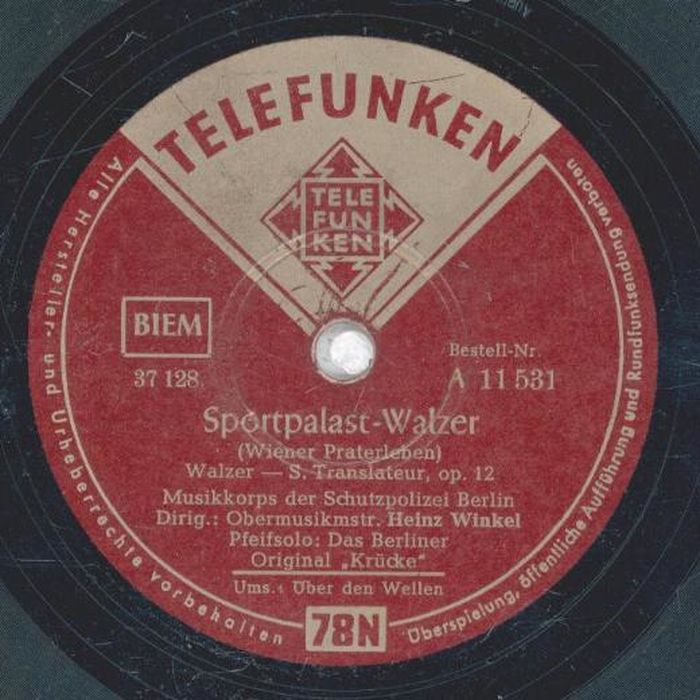 TELEFUNKEN
TELE
FUN
KEN
BIEM
37 128
Bestell-Nr.
A 11 531
Sportpalast-Walzer
(Wiener Praterleben)
Walzer — S. Translateur, op. 12
Musikkorps der Schutzpolizei Berlin
Dirig.: Obermusikmstr. Heinz Winkel
Pfeifsolo: Das Berliner
Original „Krücke“
Ums.: Über den Wellen
78N
Alle Hersteller- und Urheberrechte vorbehalten
Überspielung, öffentliche Aufführung und Rundfunksendung verboten